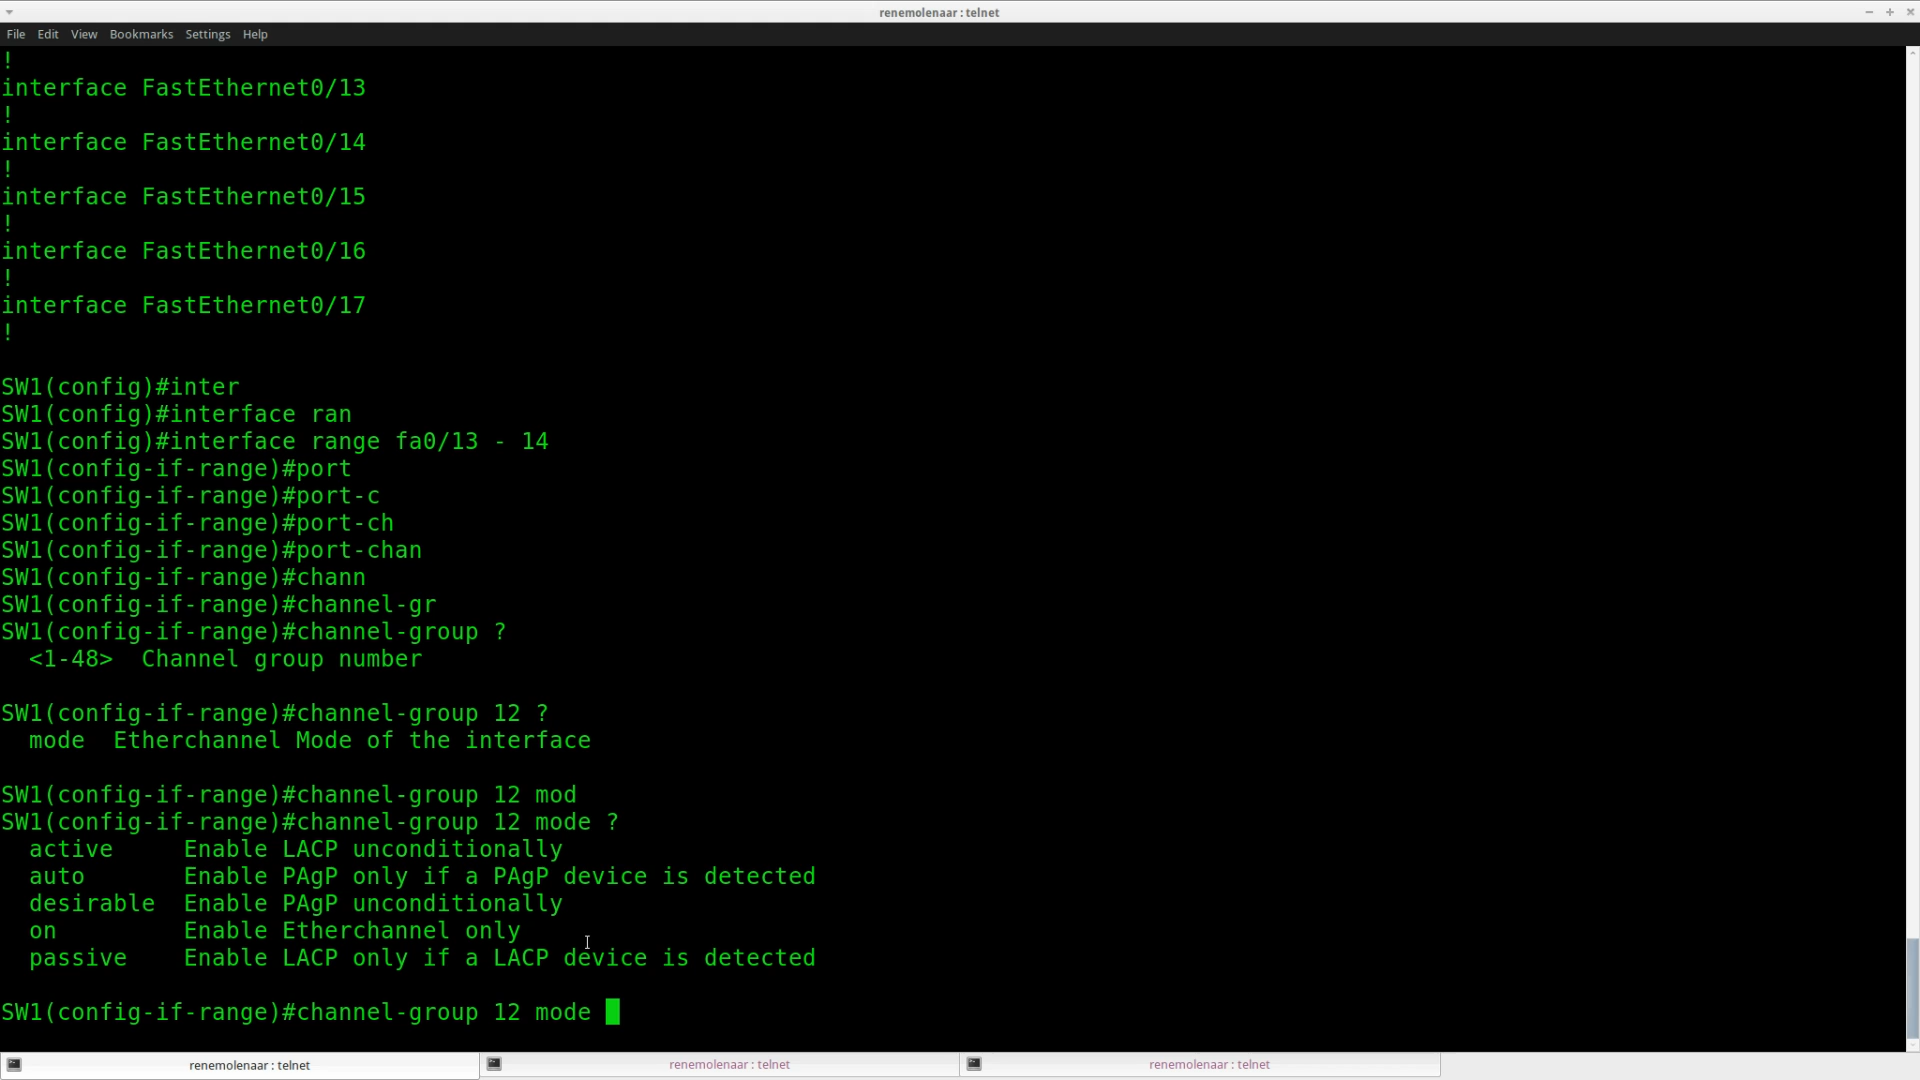 renemolenaar : telnet
File Edit View Bookmarks Settings Help
!
interface FastEthernet0/13
!
interface FastEthernet0/14
!
interface FastEthernet0/15
!
interface FastEthernet0/16
!
interface FastEthernet0/17
!
SW1(config)#inter
SW1(config)#interface ran
SW1(config)#interface range fa0/13 - 14
SW1(config-if-range)#port
SW1(config-if-range)#port-c
SW1(config-if-range)#port-ch
SW1(config-if-range)#port-chan
SW1(config-if-range)#chann
SW1(config-if-range)#channel-gr
SW1(config-if-range)#channel-group ?
  <1-48>  Channel group number
SW1(config-if-range)#channel-group 12 ?
  mode  Etherchannel Mode of the interface
SW1(config-if-range)#channel-group 12 mod
SW1(config-if-range)#channel-group 12 mode ?
  active     Enable LACP unconditionally
  auto       Enable PAgP only if a PAgP device is detected
  desirable  Enable PAgP unconditionally
  on         Enable Etherchannel only
  passive    Enable LACP only if a LACP device is detected
SW1(config-if-range)#channel-group 12 mode
renemolenaar : telnet renemolenaar : telnet renemolenaar : telnet